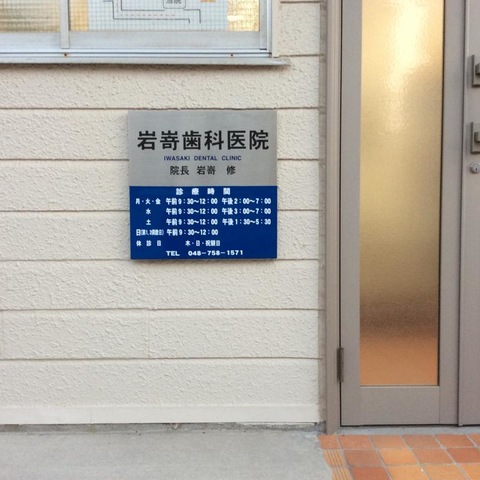 岩嵜歯科医院
IWASAKI DENTAL CLINIC
院長 岩嵜 修
診療時間
月・火・金 午前9:30~12:00 午後2:00~7:00
水 午前9:30~12:00 午後3:00~7:00
土 午前9:30~12:00 午後1:30~5:30
日 午前9:30~12:00
休診日 木・日・祝祭日
TEL 048-758-1571